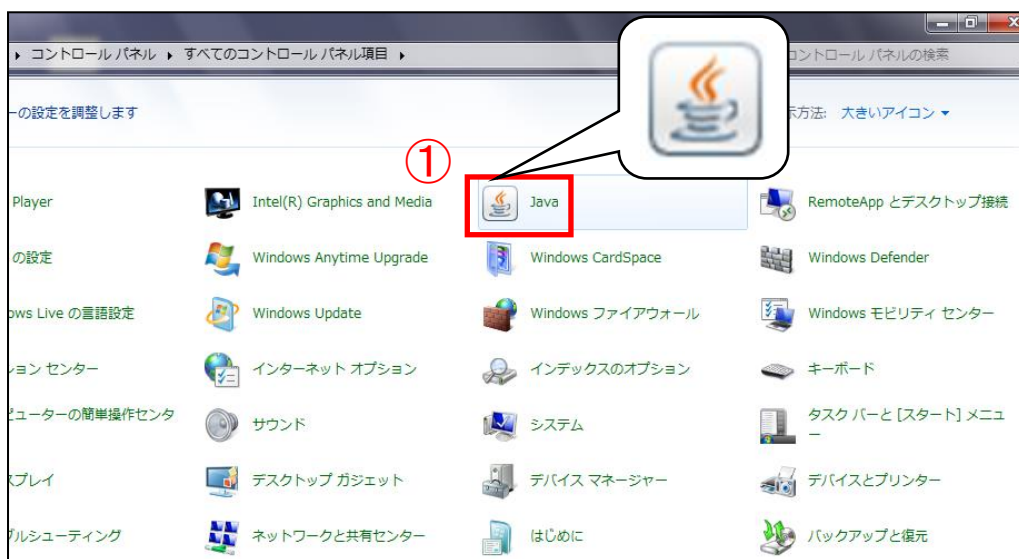 コントロール パネル ▸ すべてのコントロール パネル項目 ▸
コントロール パネルの検索
ーの設定を調整します
方法: 大きいアイコン ▾
①
Player
Intel(R) Graphics and Media
Java
RemoteApp とデスクトップ接続
の設定
Windows Anytime Upgrade
Windows CardSpace
Windows Defender
ows Live の言語設定
Windows Update
Windows ファイアウォール
Windows モビリティ センター
ション センター
インターネット オプション
インデックスのオプション
キーボード
ピューターの簡単操作センタ
サウンド
システム
タスク バーと [スタート] メニュ
ー
スプレイ
デスクトップ ガジェット
デバイス マネージャー
デバイスとプリンター
ブルシューティング
ネットワークと共有センター
はじめに
バックアップと復元